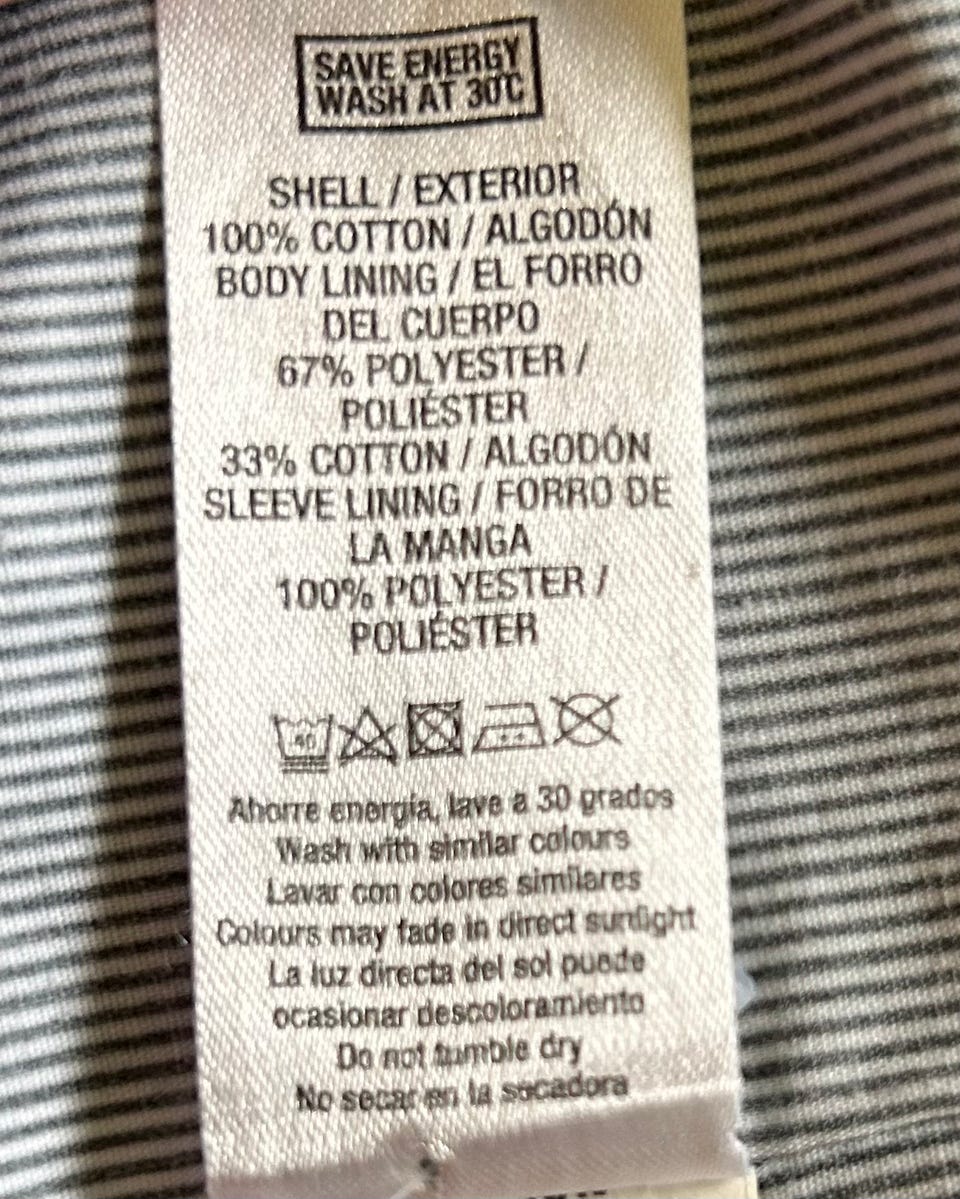 SAVE ENERGY
WASH AT 30°C
SHELL / EXTERIOR
100% COTTON / ALGODÓN
BODY LINING / EL FORRO
DEL CUERPO
67% POLYESTER /
POLIÉSTER
33% COTTON / ALGODÓN
SLEEVE LINING / FORRO DE
LA MANGA
100% POLYESTER /
POLIÉSTER
40
Ahorre energía, lave a 30 grados
Wash with similar colours
Lavar con colores similares
Colours may fade in direct sunlight
La luz directa del sol puede
ocasionar descoloramiento
Do not tumble dry
No secar en la secadora